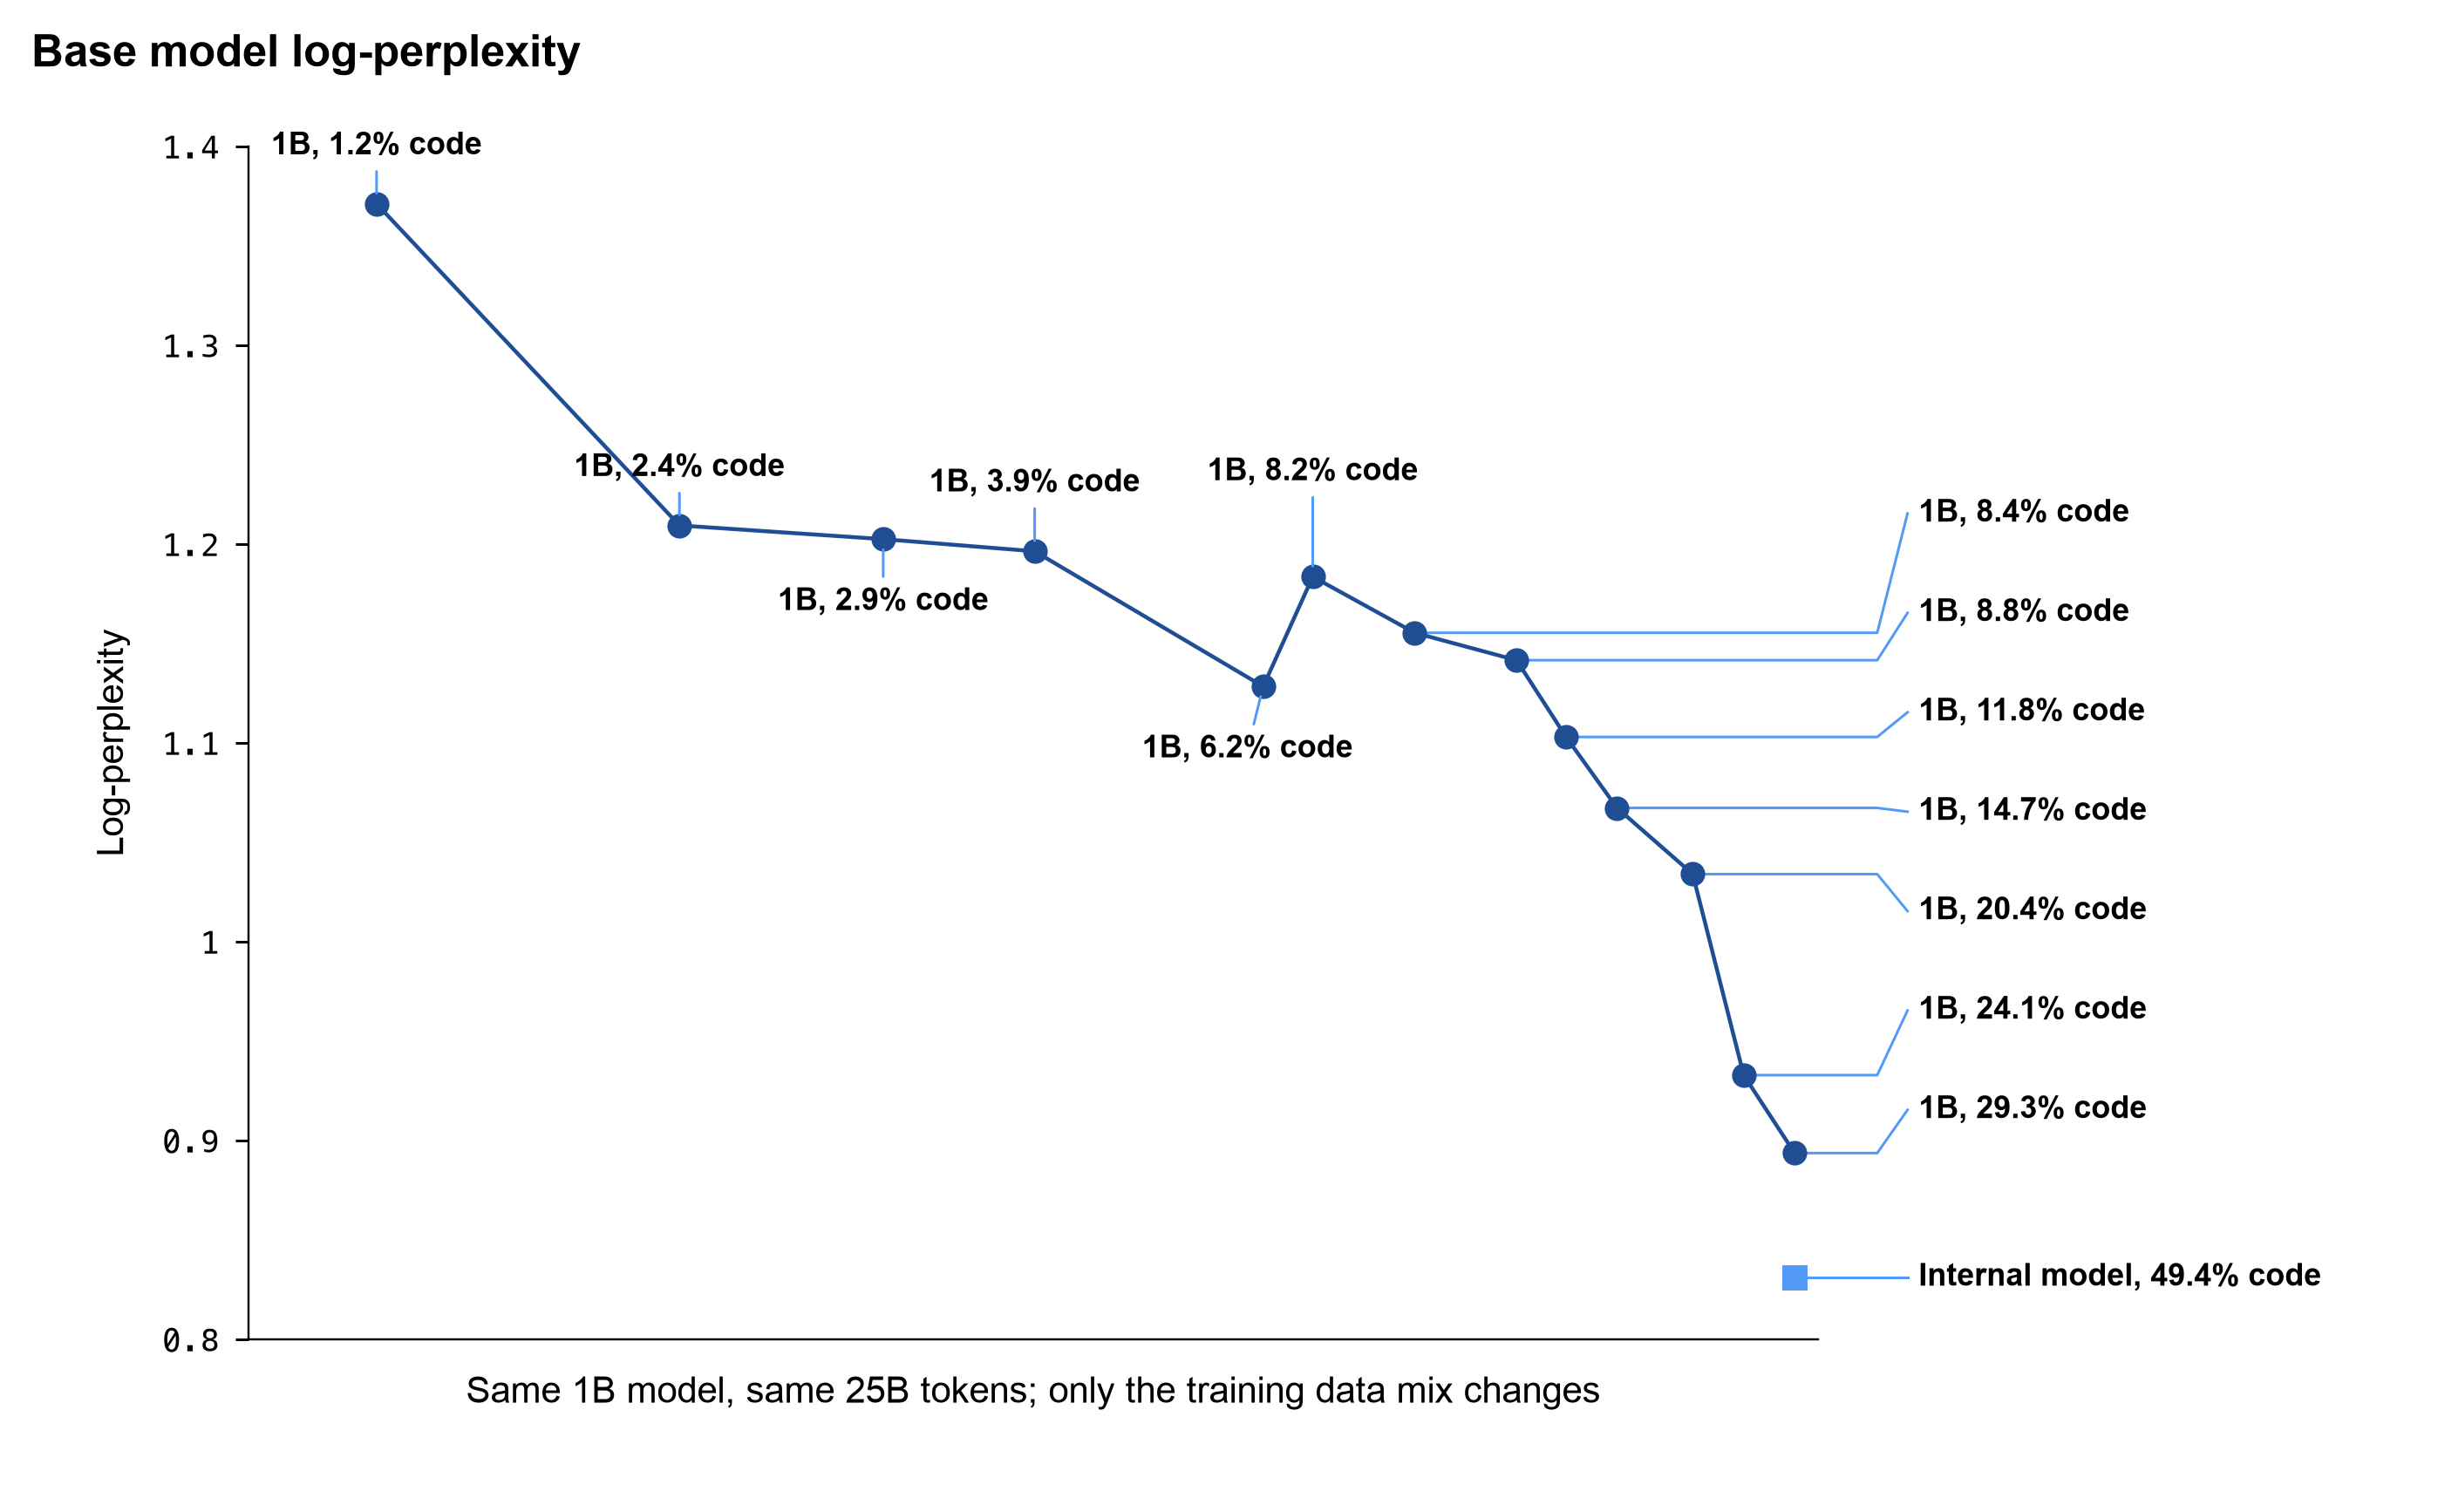 Base model log-perplexity
1.4
1.3
1.2
1.1
1
0.9
0.8
Log-perplexity
1B, 1.2% code
1B, 2.4% code
1B, 2.9% code
1B, 3.9% code
1B, 6.2% code
1B, 8.2% code
1B, 8.4% code
1B, 8.8% code
1B, 11.8% code
1B, 14.7% code
1B, 20.4% code
1B, 24.1% code
1B, 29.3% code
Internal model, 49.4% code
Same 1B model, same 25B tokens; only the training data mix changes